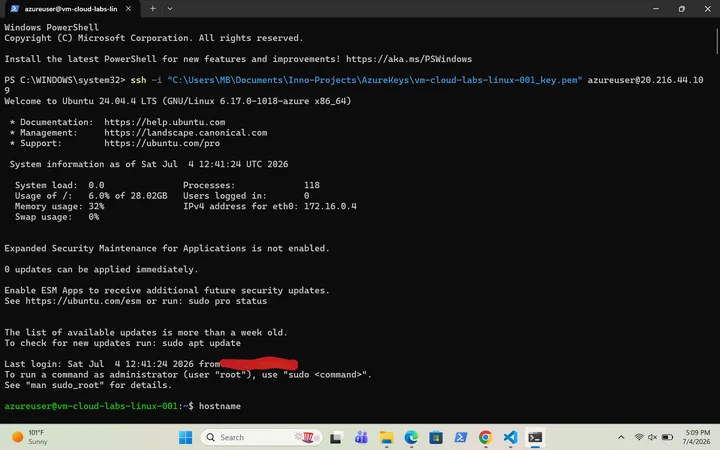 azureuser@vm-cloud-labs-lin
Windows PowerShell
Copyright (C) Microsoft Corporation. All rights reserved.
Install the latest PowerShell for new features and improvements! https://aka.ms/PSWindows
PS C:\WINDOWS\system32> ssh -i "C:\Users\MB\Documents\Inno-Projects\AzureKeys\vm-cloud-labs-linux-001_key.pem" azureuser@20.216.44.10
9
Welcome to Ubuntu 24.04.4 LTS (GNU/Linux 6.17.0-1018-azure x86_64)
* Documentation: https://help.ubuntu.com
* Management: https://landscape.canonical.com
* Support: https://ubuntu.com/pro
System information as of Sat Jul 4 12:41:24 UTC 2026
System load: 0.0 Processes: 118
Usage of /: 6.0% of 28.02GB Users logged in: 0
Memory usage: 32% IPv4 address for eth0: 172.16.0.4
Swap usage: 0%
Expanded Security Maintenance for Applications is not enabled.
0 updates can be applied immediately.
Enable ESM Apps to receive additional future security updates.
See https://ubuntu.com/esm or run: sudo pro status
The list of available updates is more than a week old.
To check for new updates run: sudo apt update
Last login: Sat Jul 4 12:41:24 2026 from
To run a command as administrator (user "root"), use "sudo <command>".
See "man sudo_root" for details.
azureuser@vm-cloud-labs-linux-001:~$ hostname
101°F
Sunny
Search
5:09 PM
7/4/2026